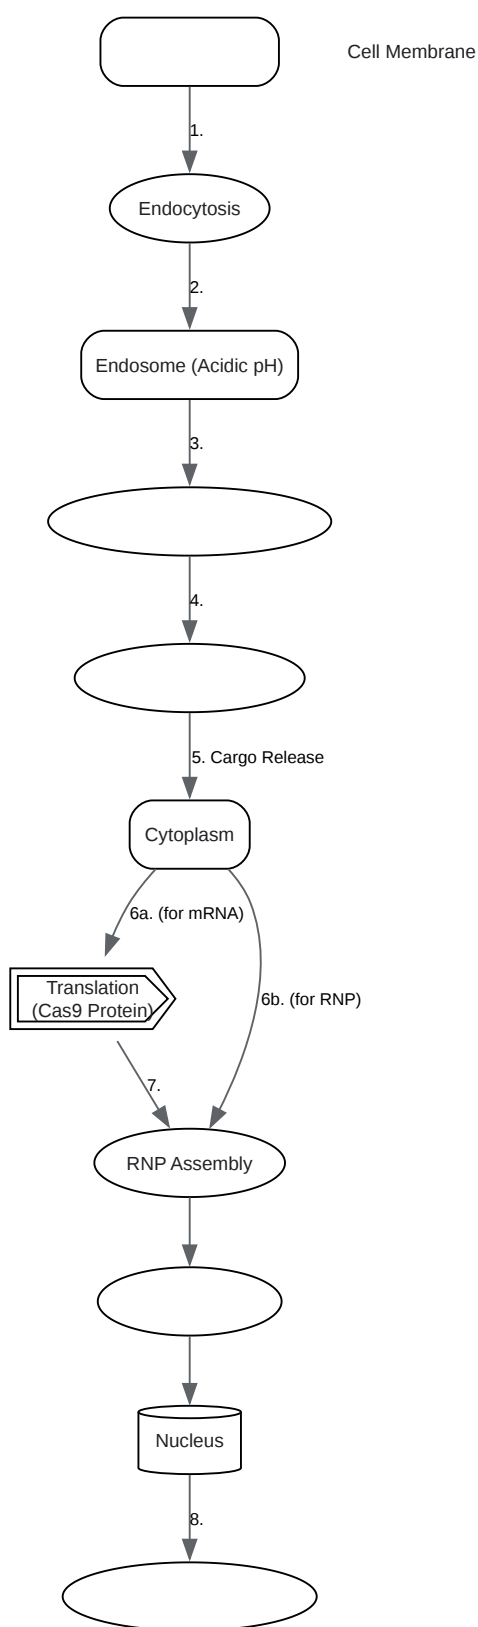 Cell Membrane
1.
Endocytosis
2.
Endosome (Acidic pH)
3.
4.
5. Cargo Release
Cytoplasm
6a. (for mRNA)
Translation
(Cas9 Protein)
6b. (for RNP)
7.
RNP Assembly
Nucleus
8.